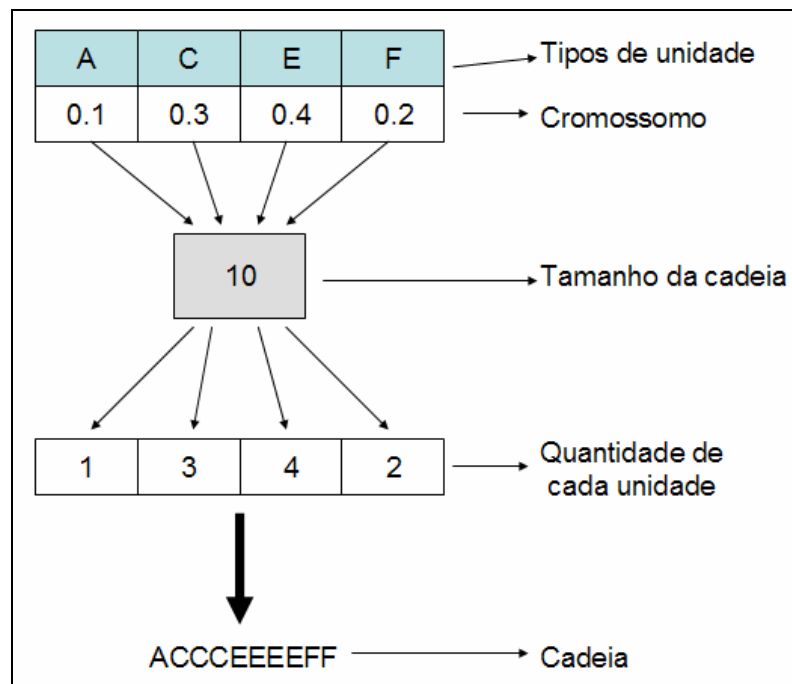 A C E F
Tipos de unidade
0.1 0.3 0.4 0.2
Cromossomo
10
Tamanho da cadeia
1 3 4 2
Quantidade de
cada unidade
ACCCEEEEFF
Cadeia